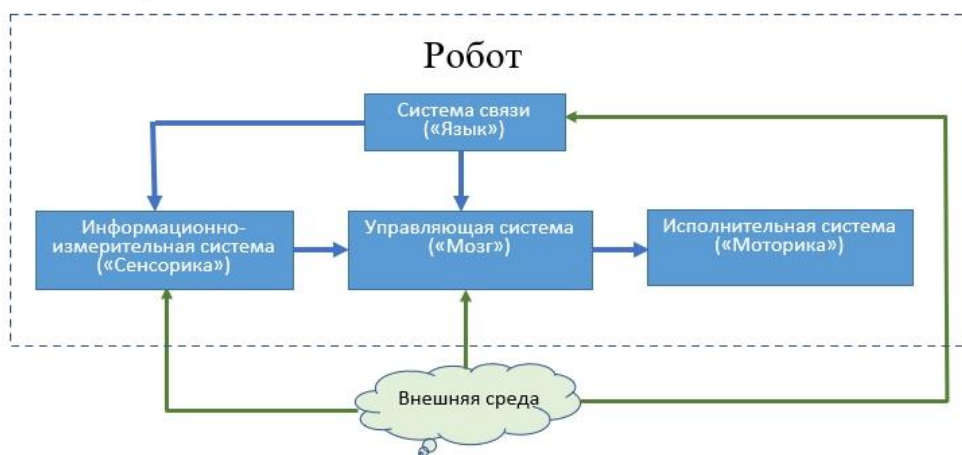 Робот
Система связи
(«Язык»)
Информационно-
измерительная система
(«Сенсорика»)
Управляющая система
(«Мозг»)
Исполнительная система
(«Моторика»)
Внешняя среда